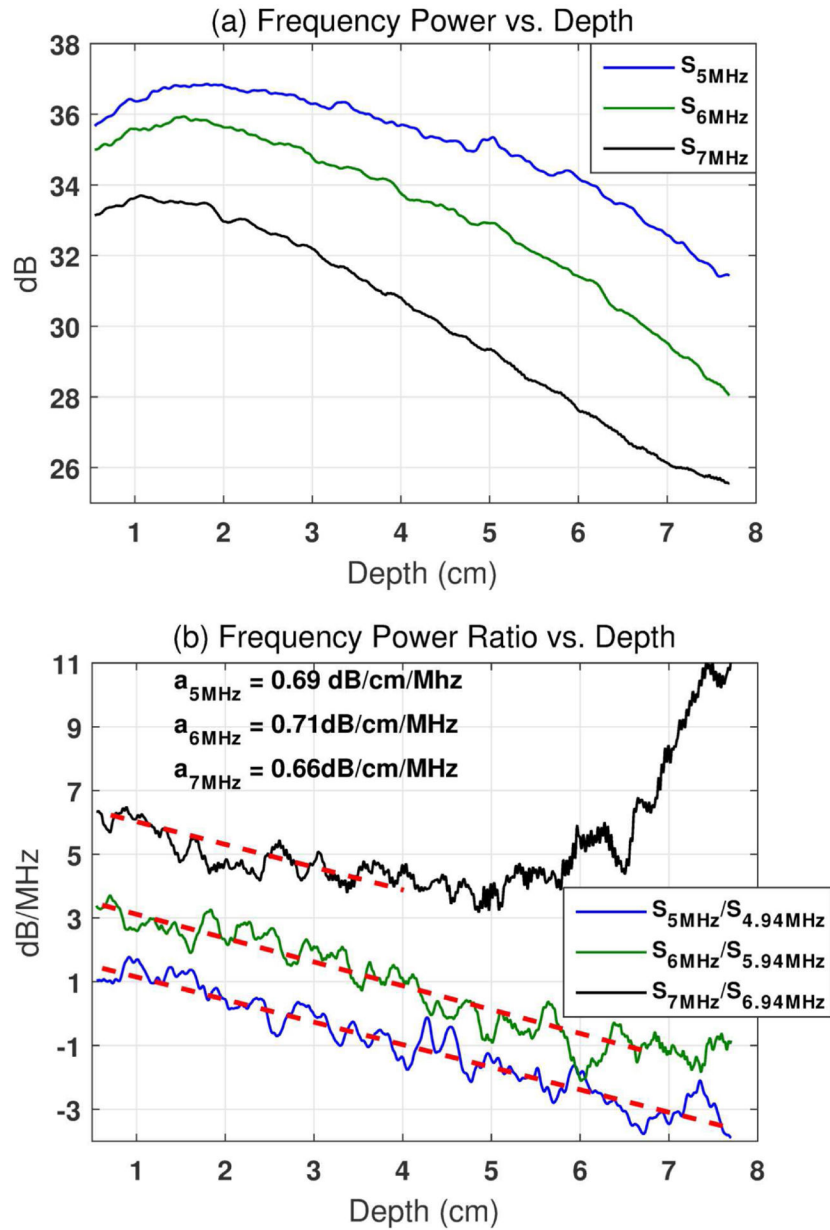 (a) Frequency Power vs. Depth
38
36
34
32
30
28
26
dB
S5MHz
S6MHz
S7MHz
1 2 3 4 5 6 7 8
Depth (cm)
(b) Frequency Power Ratio vs. Depth
11
9
7
5
3
1
-1
-3
dB/MHz
a5MHz = 0.69 dB/cm/Mhz
a6MHz = 0.71dB/cm/MHz
a7MHz = 0.66dB/cm/MHz
S5MHz/S4.94MHz
S6MHz/S5.94MHz
S7MHz/S6.94MHz
1 2 3 4 5 6 7 8
Depth (cm)